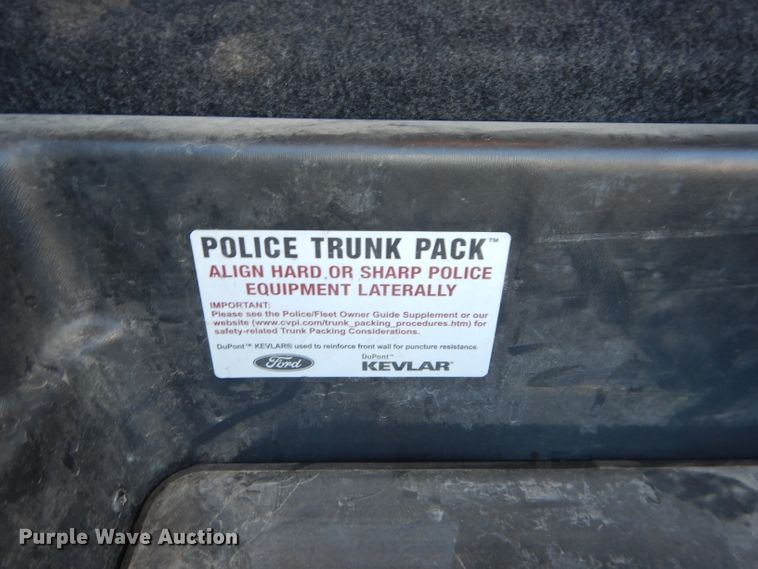 POLICE TRUNK PACK™
ALIGN HARD OR SHARP POLICE
EQUIPMENT LATERALLY
IMPORTANT:
Please see the Police/Fleet Owner Guide Supplement or our
website (www.cvpi.com/trunk_packing_procedures.htm) for
safety-related Trunk Packing Considerations.
DuPont™ KEVLAR® used to reinforce front wall for puncture resistance.
Ford
DuPont™
KEVLAR®
Purple Wave Auction